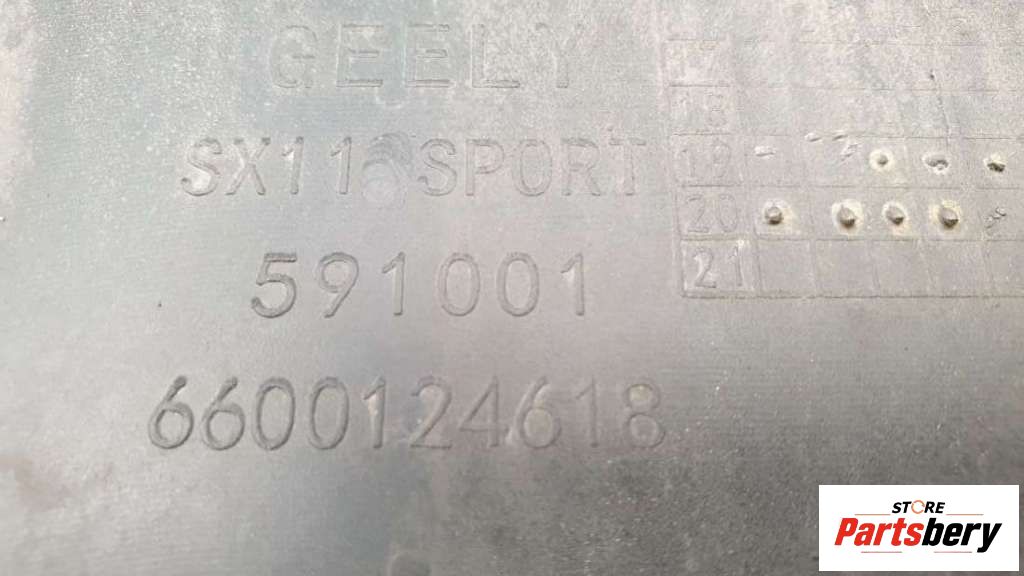 GEELY
SX11 SPORT
591001
6600124618
17
18
19
20
21
STORE
Partsbery